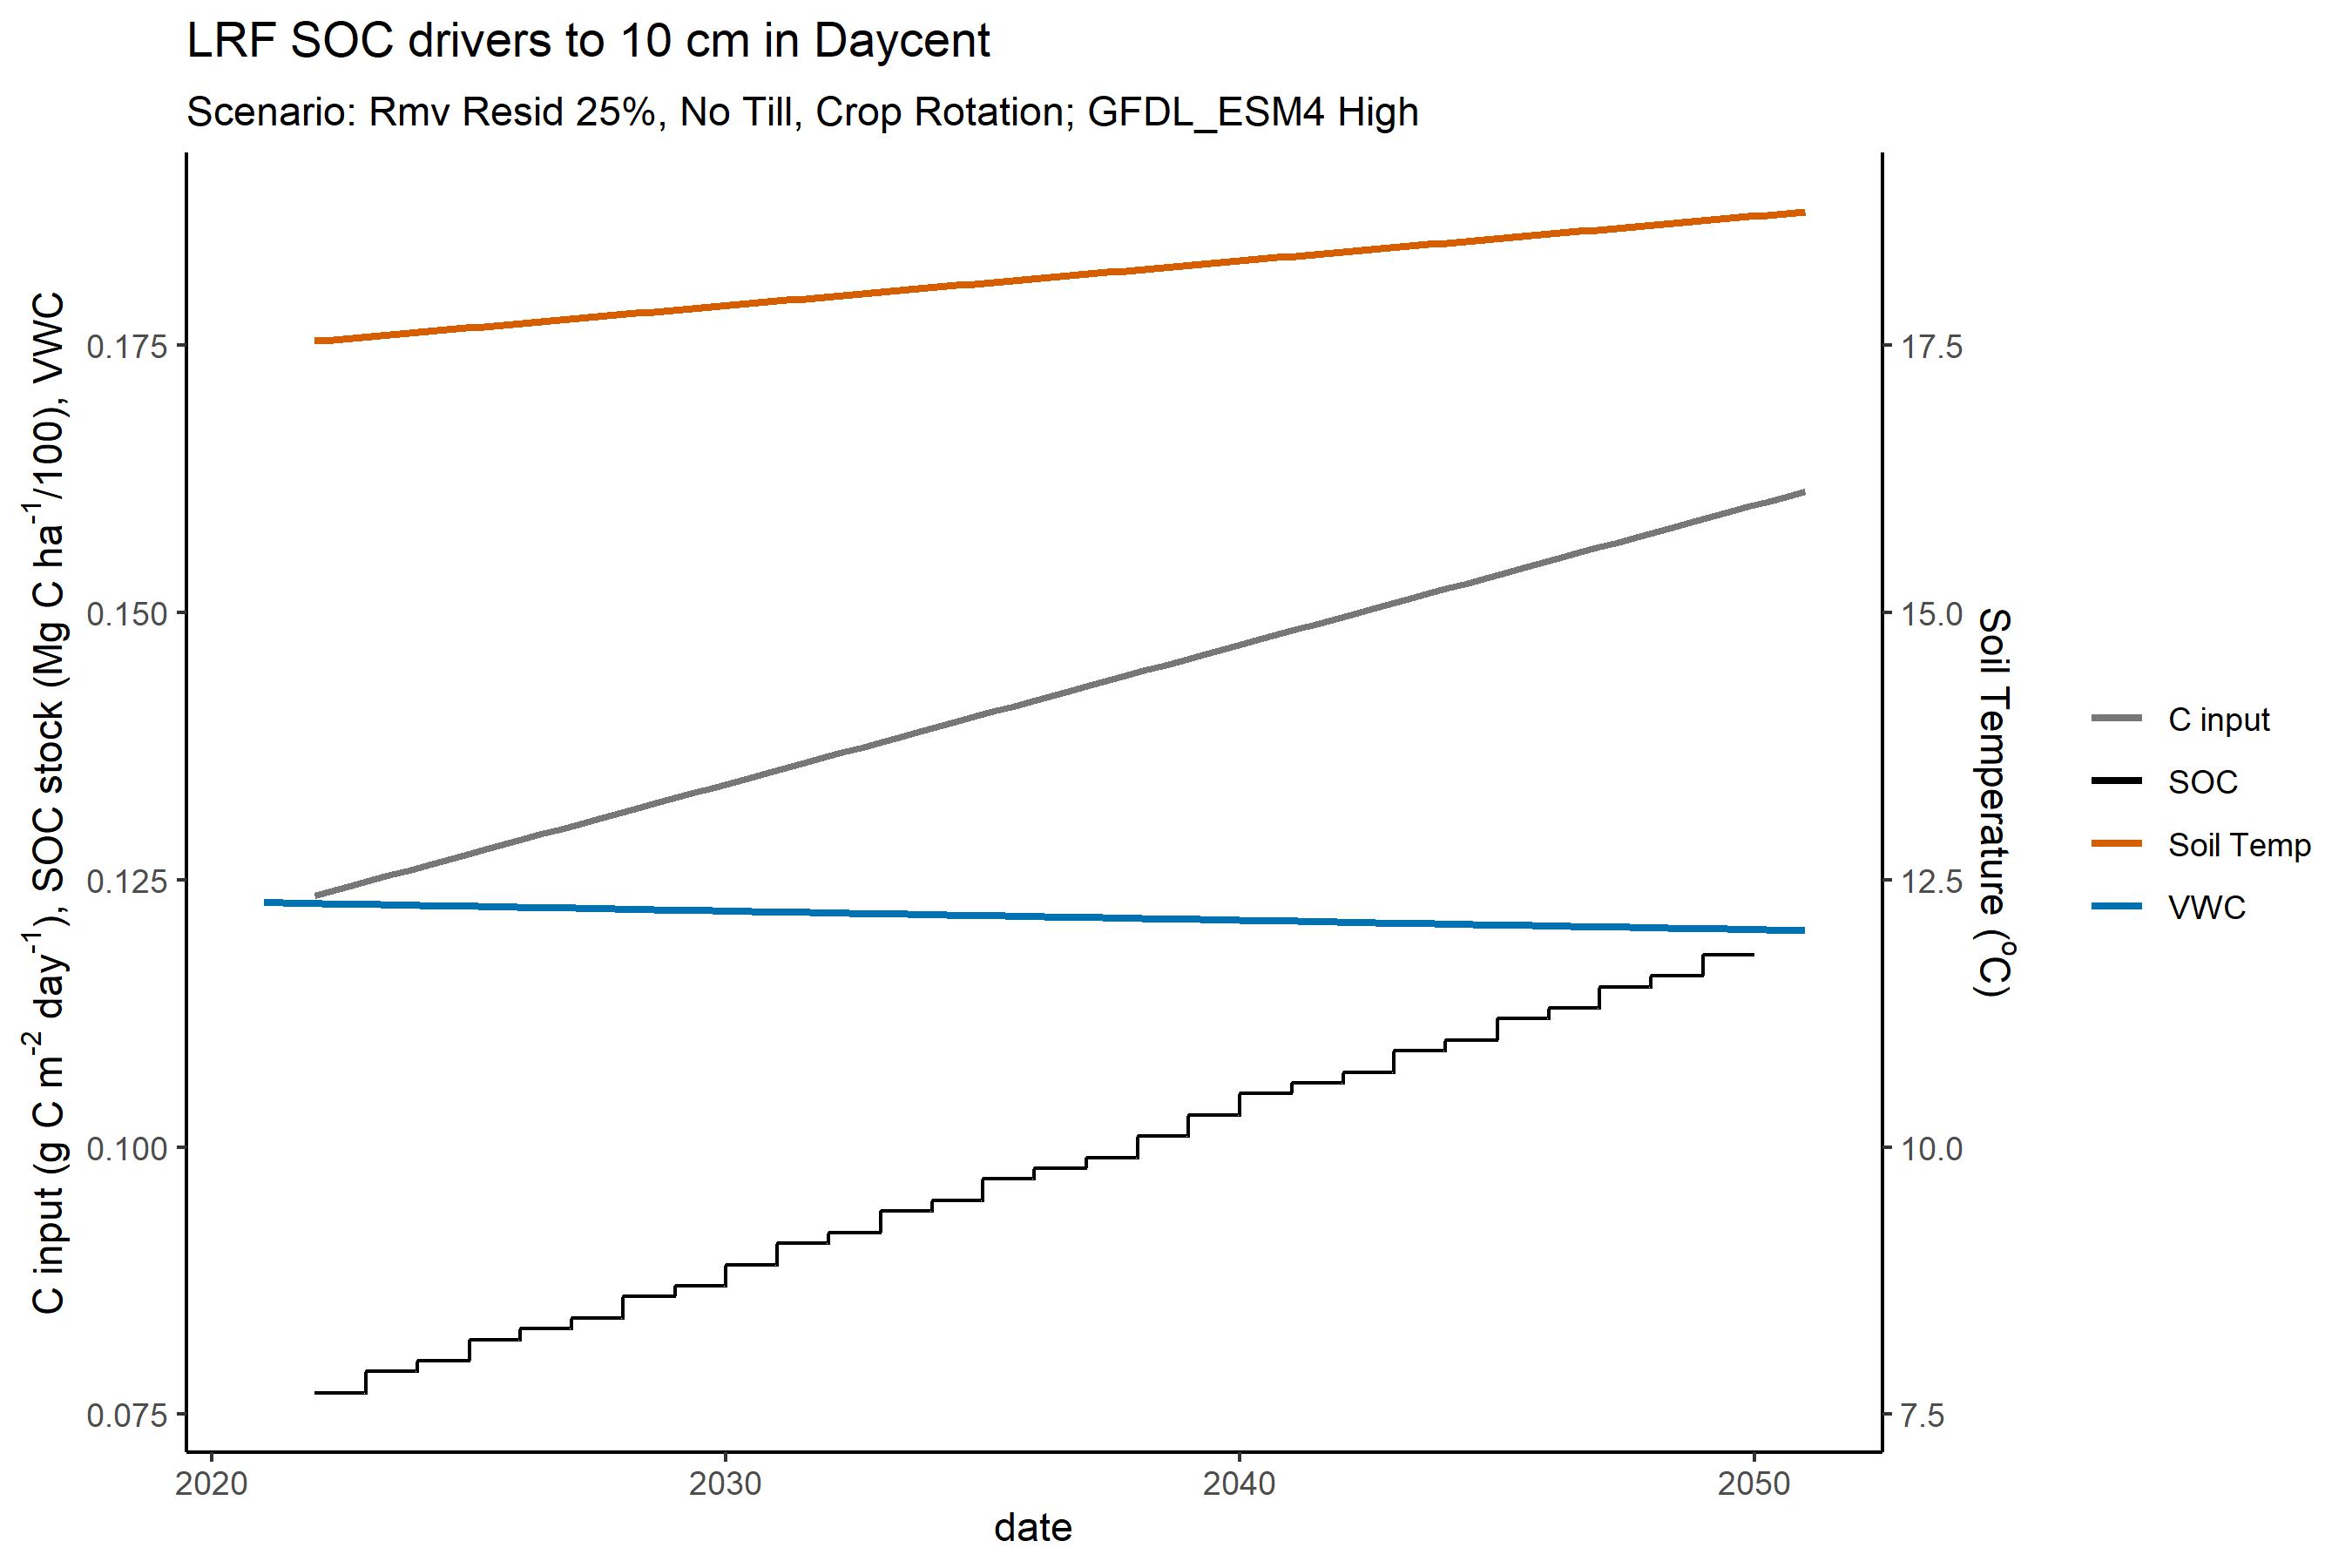 LRF SOC drivers to 10 cm in Daycent
Scenario: Rmv Resid 25%, No Till, Crop Rotation; GFDL_ESM4 High
C input (g C m⁻² day⁻¹), SOC stock (Mg C ha⁻¹/100), VWC
0.175
0.150
0.125
0.100
0.075
17.5
15.0
12.5
10.0
7.5
Soil Temperature (°C)
C input
SOC
Soil Temp
VWC
2020
2030
2040
2050
date